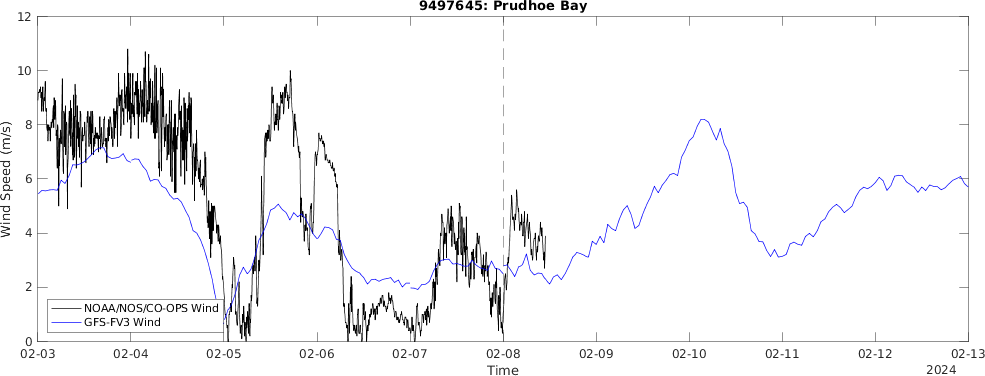 9497645: Prudhoe Bay
12
10
8
6
4
2
0
Wind Speed (m/s)
NOAA/NOS/CO-OPS Wind
GFS-FV3 Wind
02-03 02-04 02-05 02-06 02-07 02-08 02-09 02-10 02-11 02-12 02-13
Time
2024